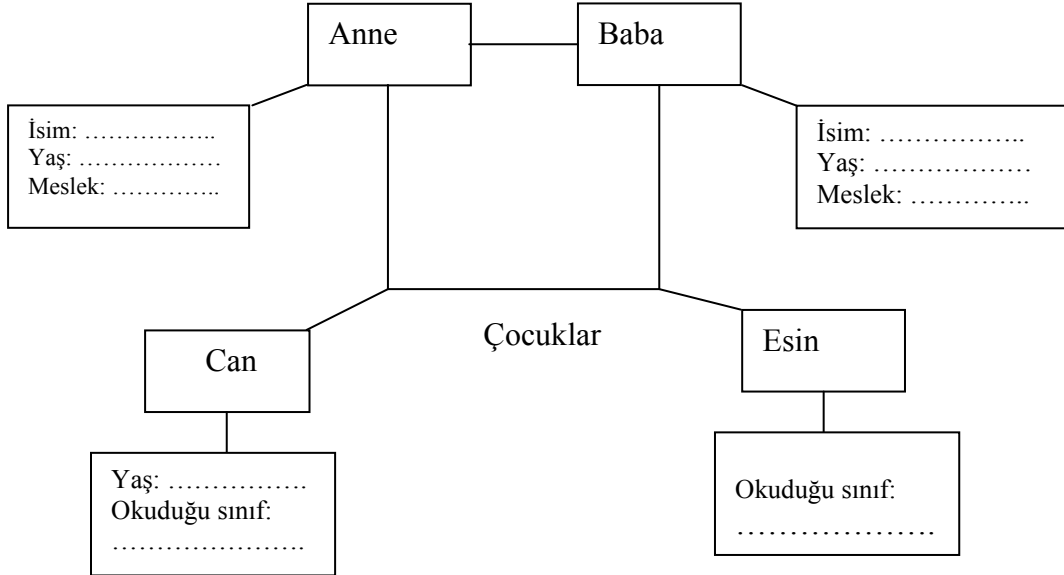 Anne
Baba
İsim: ……………..
Yaş: ………………
Meslek: …………..
İsim: ……………..
Yaş: ………………
Meslek: …………..
Çocuklar
Can
Esin
Yaş: …………….
Okuduğu sınıf:
………………….
Okuduğu sınıf:
……………….